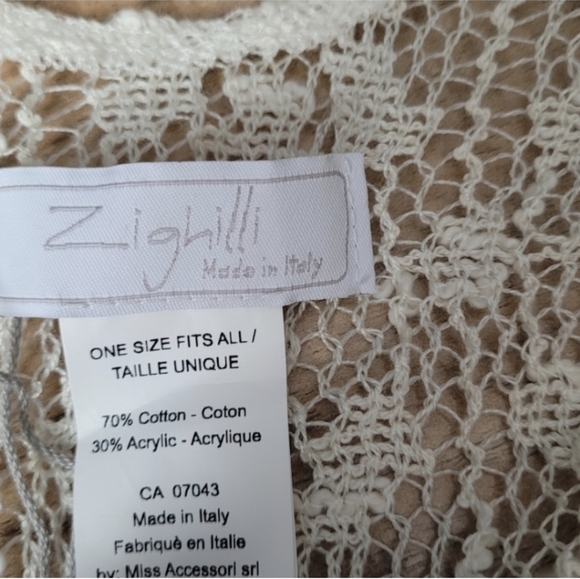 Zighilli
Made in Italy
ONE SIZE FITS ALL /
TAILLE UNIQUE
70% Cotton - Coton
30% Acrylic - Acrylique
CA 07043
Made in Italy
Fabriquè en Italie
by: Miss Accessori srl